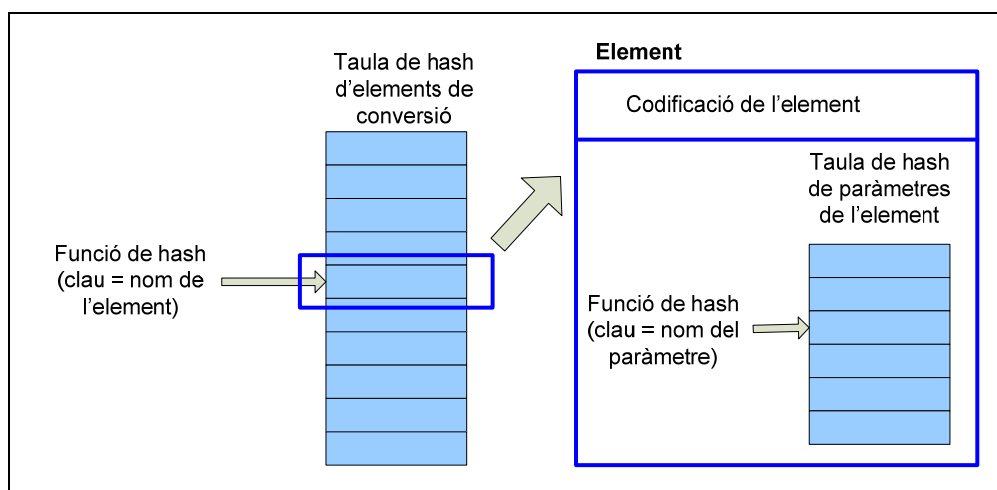 Taula de hash
d'elements de
conversió
Funció de hash
(clau = nom de
l'element)
Element
Codificació de l'element
Taula de hash
de paràmetres
de l'element
Funció de hash
(clau = nom del
paràmetre)